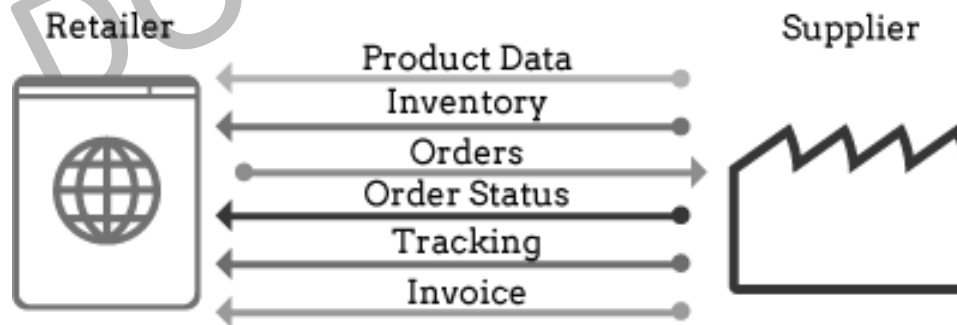 Retailer
Supplier
Product Data
Inventory
Orders
Order Status
Tracking
Invoice